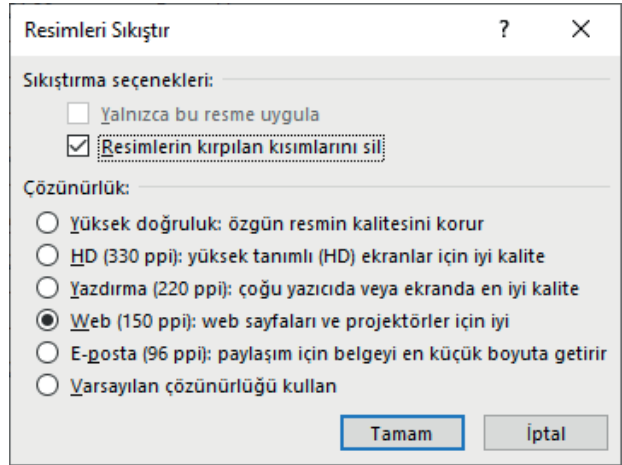 Resimleri Sıkıştır ? ×
Sıkıştırma seçenekleri:
Yalnızca bu resme uygula
Resimlerin kırpılan kısımlarını sil
Çözünürlük:
Yüksek doğruluk: özgün resmin kalitesini korur
HD (330 ppi): yüksek tanımlı (HD) ekranlar için iyi kalite
Yazdırma (220 ppi): çoğu yazıcıda veya ekranda en iyi kalite
Web (150 ppi): web sayfaları ve projektörler için iyi
E-posta (96 ppi): paylaşım için belgeyi en küçük boyuta getirir
Varsayılan çözünürlüğü kullan
Tamam İptal